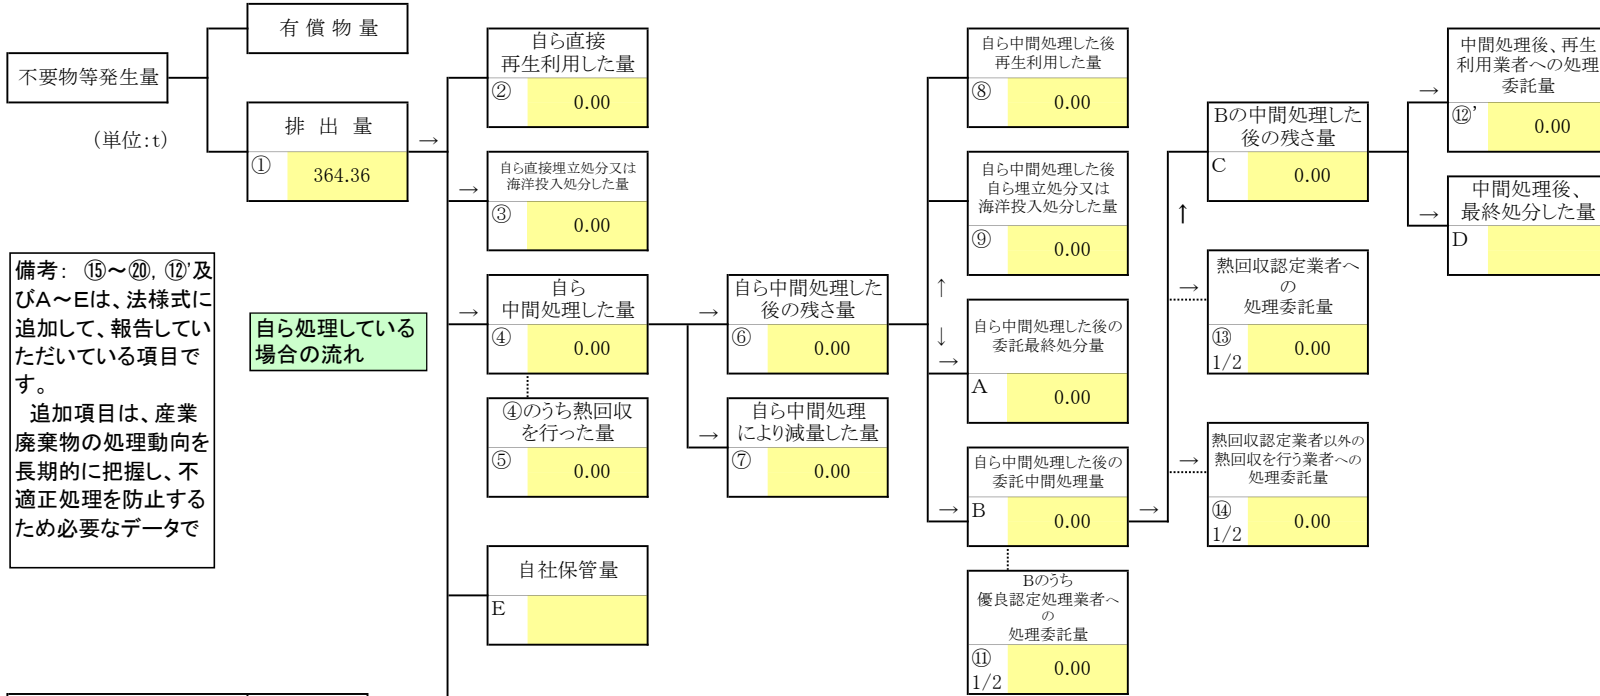 有 償 物 量
不要物等発生量
(単位:t)
排 出 量
→
①
364.36
自ら直接
再生利用した量
②
0.00
→
自ら直接埋立処分又は
海洋投入処分した量
③
0.00
→
自ら
中間処理した量
④
0.00
④のうち熱回収
を行った量
⑤
0.00
自社保管量
E
→
自ら中間処理した
後の残さ量
⑥
0.00
→
自ら中間処理
により減量した量
⑦
0.00
自ら中間処理した後
再生利用した量
⑧
0.00
自ら中間処理した後
自ら埋立処分又は
海洋投入処分した量
⑨
0.00
↑
↓
→
自ら中間処理した後の
委託最終処分量
A
0.00
→
自ら中間処理した後の
委託中間処理量
B
0.00
→
Bのうち
優良認定処理業者へ
の
処理委託量
⑪
1/2
0.00
↑
Bの中間処理した
後の残さ量
C
0.00
→
熱回収認定業者へ
の
処理委託量
⑬
1/2
0.00
→
熱回収認定業者以外の
熱回収を行う業者への
処理委託量
⑭
1/2
0.00
→
中間処理後、再生
利用業者への処理
委託量
⑫'
0.00
→
中間処理後、
最終処分した量
D
備考: ⑮～⑳, ⑫'及
びA～Eは、法様式に
追加して、報告してい
ただいている項目で
す。
追加項目は、産業
廃棄物の処理動向を
長期的に把握し、不
適正処理を防止する
ため必要なデータで
自ら処理している
場合の流れ